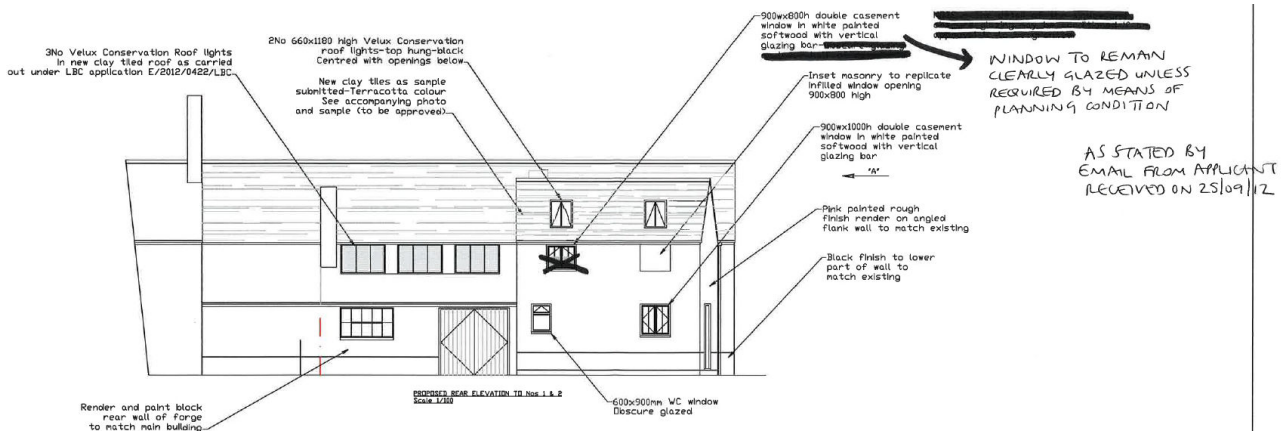 3No Velux Conservation Roof lights
in new clay tiled roof as carried
out under LBC application E/2012/0422/LBC
2No 660x1180 high Velux Conservation
roof lights-top hung-black
Centred with openings below
New clay tiles as sample
submitted-Terracotta colour
See accompanying photo
and sample (to be approved)
900wx800h double casement
window in white painted
softwood with vertical
glazing bar-
WINDOW TO REMAIN
CLEARLY GLAZED UNLESS
REQUIRED BY MEANS OF
PLANNING CONDITION
AS STATED BY
EMAIL FROM APPLICANT
RECEIVED ON 25/09/12
Inset masonry to replicate
infilled window opening
900x800 high
900wx1000h double casement
window in white painted
softwood with vertical
glazing bar
"A"
Pink painted rough
finish render on angled
flank wall to match existing
Black finish to lower
part of wall to
match existing
600x900mm WC window
Obscure glazed
PROPOSED REAR ELEVATION TO Nos 1 & 2
Scale 1/100
Render and paint block
rear wall of forge
to match main building